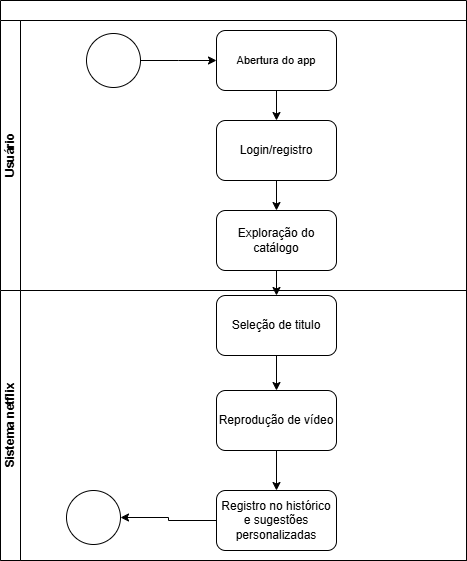 Usuário
Abertura do app
Login/registro
Exploração do
catálogo
Sistema netflix
Seleção de titulo
Reprodução de vídeo
Registro no histórico
e sugestões
personalizadas